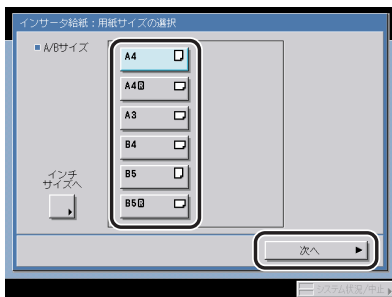 インサータ給紙：用紙サイズの選択
■ A/Bサイズ
A4
A4R
A3
B4
B5
B5R
インチ
サイズへ
次へ ▶
システム状況/中止